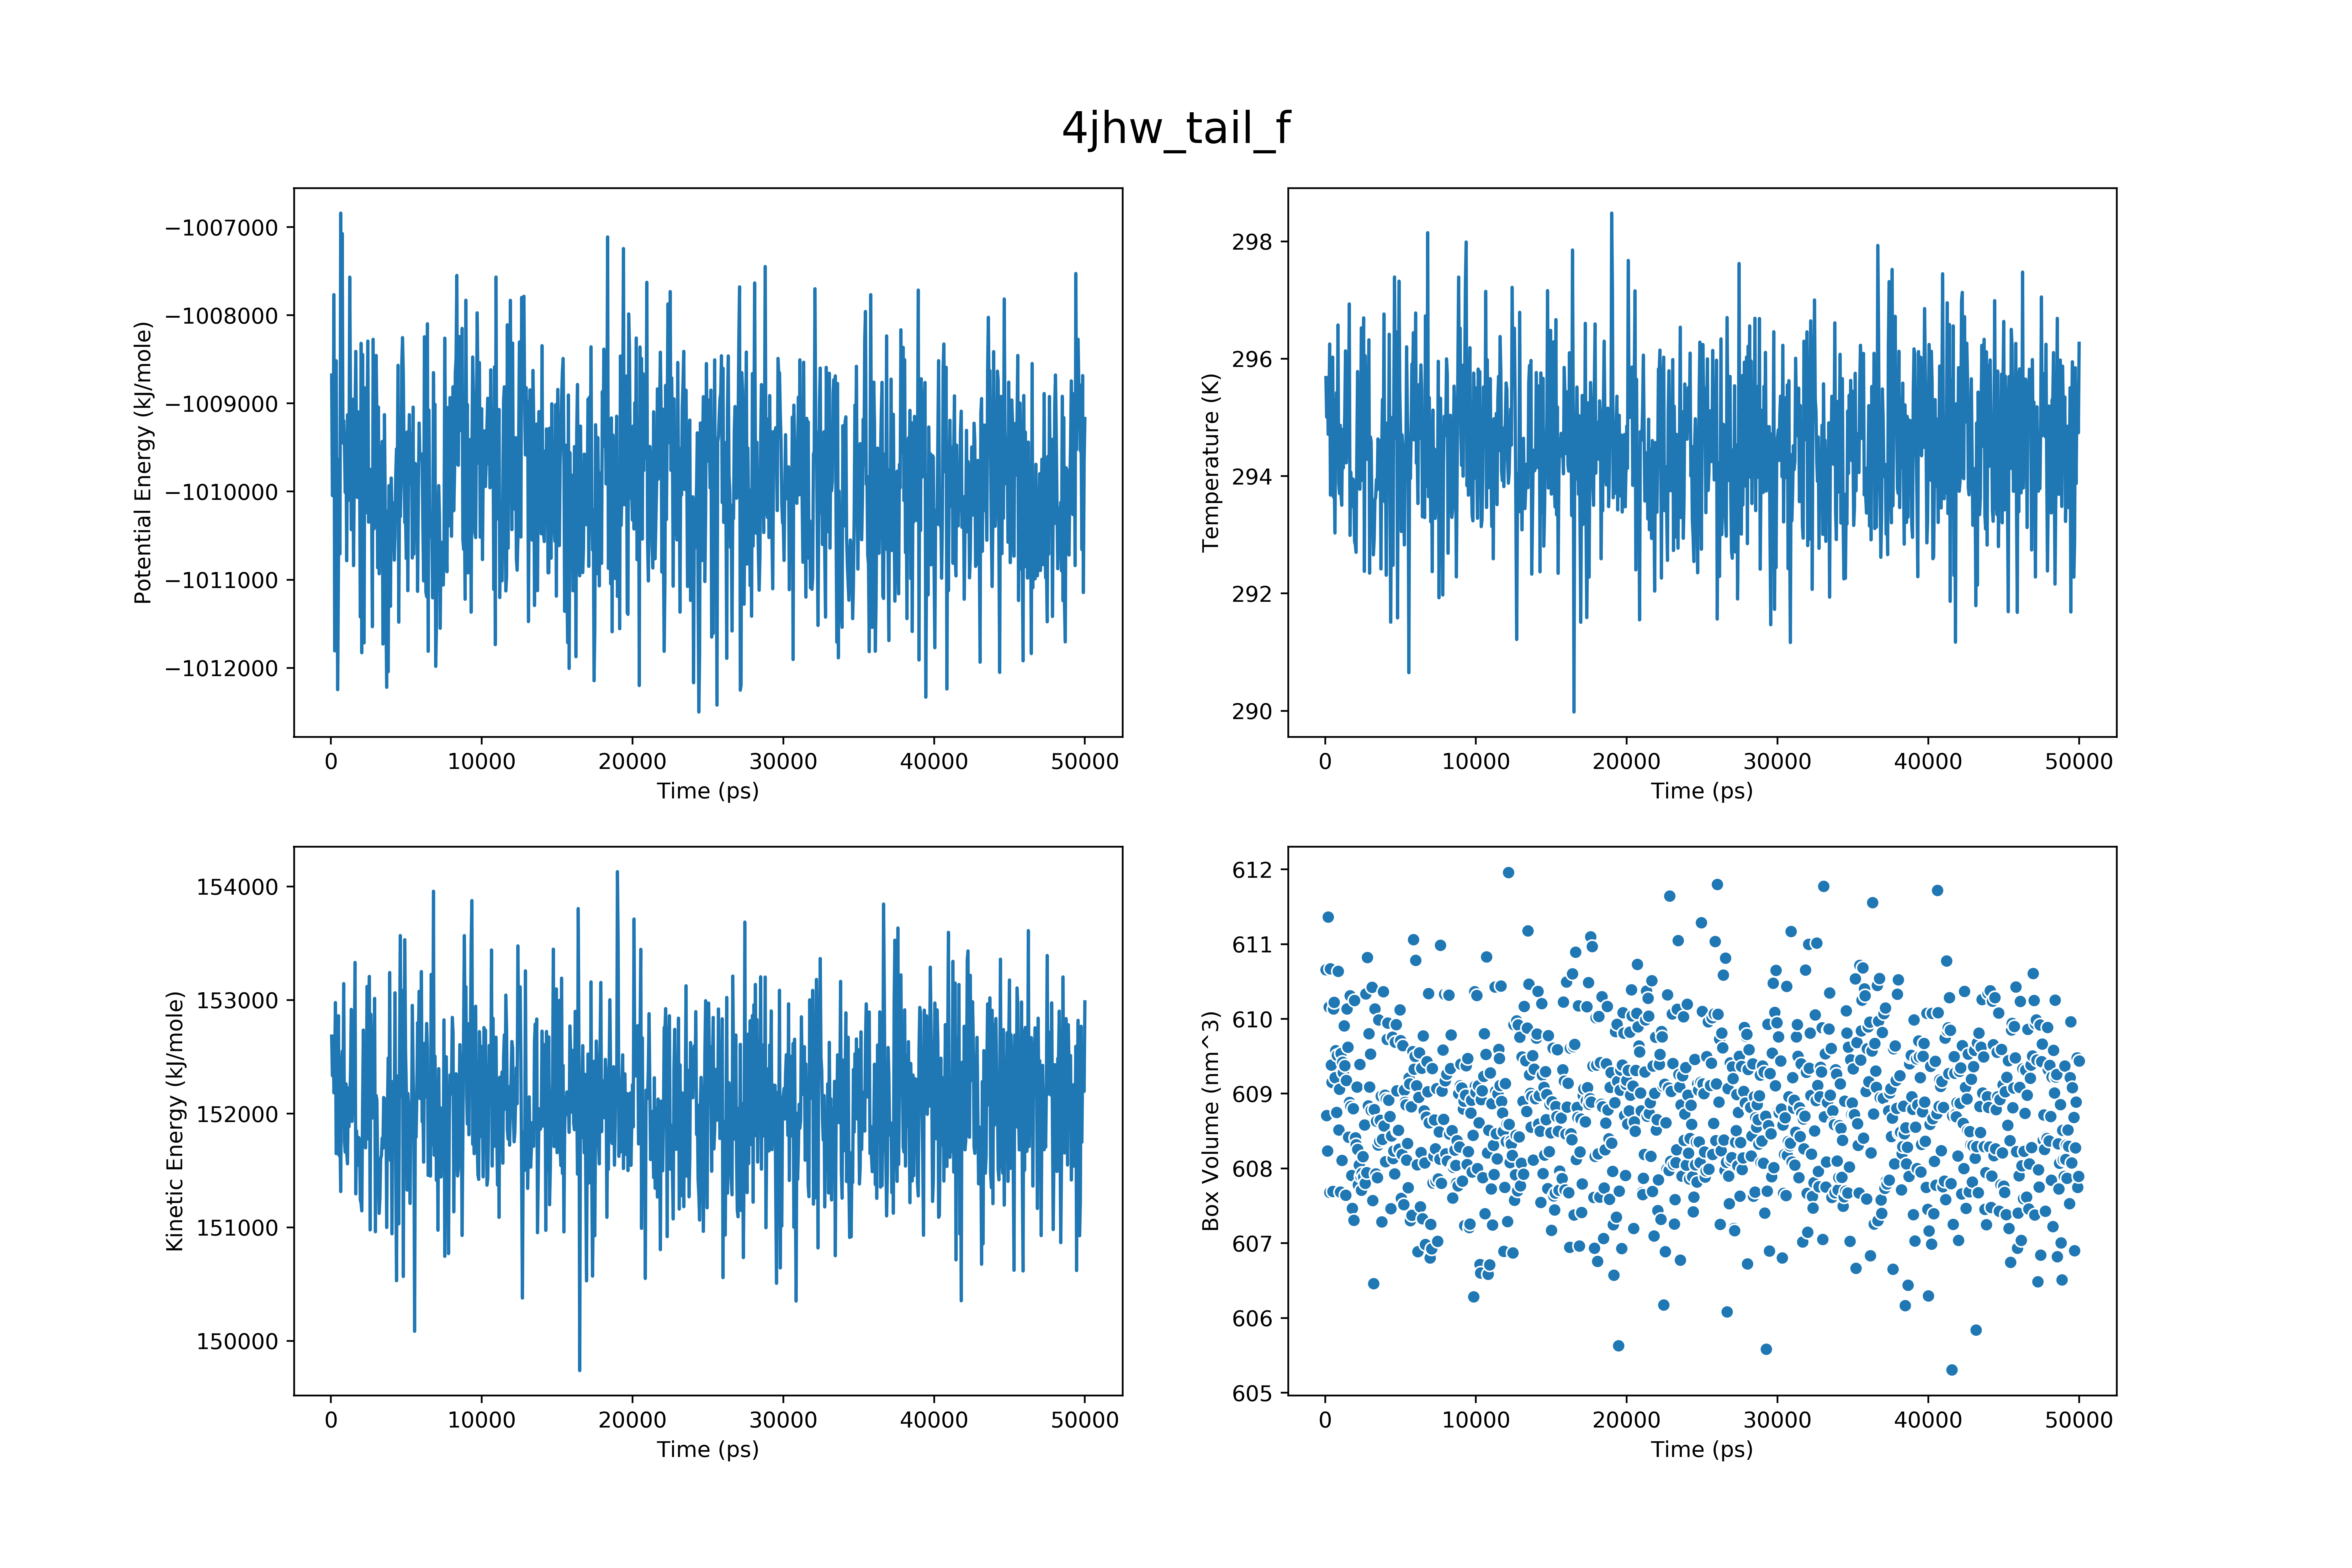 4jhw_tail_f
−1007000
−1008000
−1009000
−1010000
−1011000
−1012000
Potential Energy (kJ/mole)
0 10000 20000 30000 40000 50000
Time (ps)
298
296
294
292
290
Temperature (K)
0 10000 20000 30000 40000 50000
Time (ps)
154000
153000
152000
151000
150000
Kinetic Energy (kJ/mole)
0 10000 20000 30000 40000 50000
Time (ps)
612
611
610
609
608
607
606
605
Box Volume (nm^3)
0 10000 20000 30000 40000 50000
Time (ps)